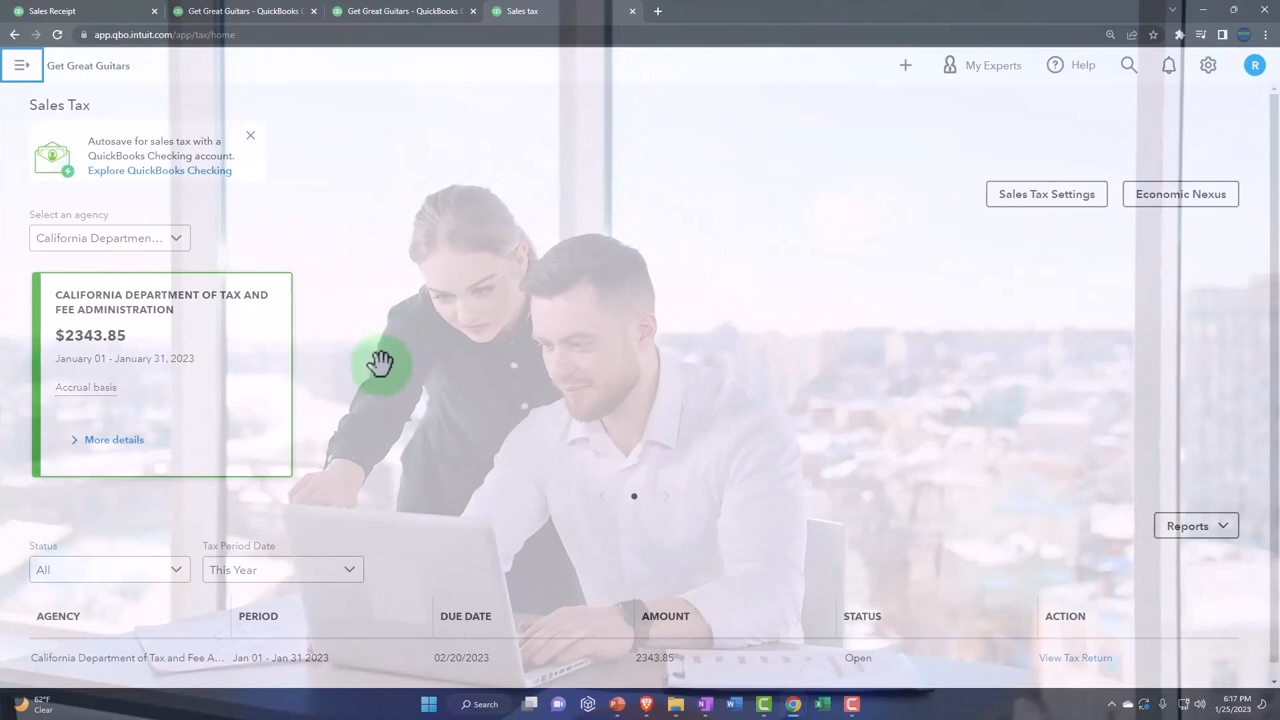 Sales Receipt
Get Great Guitars - QuickBooks
Get Great Guitars - QuickBooks
Sales tax
app.qbo.intuit.com/app/tax/home
Get Great Guitars
My Experts
Help
R
Sales Tax
Autosave for sales tax with a
QuickBooks Checking account.
Explore QuickBooks Checking
Sales Tax Settings
Economic Nexus
Select an agency
California Departmen...
CALIFORNIA DEPARTMENT OF TAX AND
FEE ADMINISTRATION
$2343.85
January 01 - January 31, 2023
Accrual basis
More details
Reports
Status
Tax Period Date
All
This Year
AGENCY PERIOD DUE DATE AMOUNT STATUS ACTION
California Department of Tax and Fee A... Jan 01 - Jan 31 2023 02/20/2023 2343.85 Open View Tax Return
62°F
Clear
Search
6:17 PM
1/25/2023